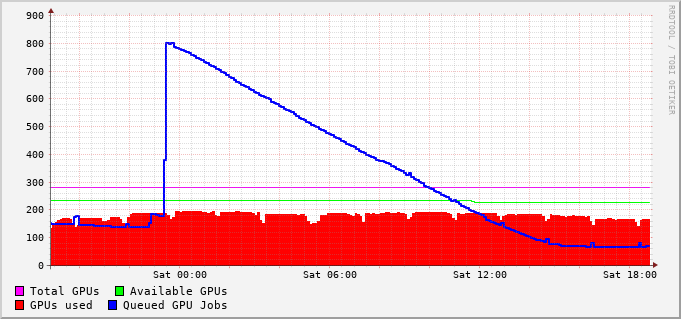 900
800
700
600
500
400
300
200
100
0
Sat 00:00 Sat 06:00 Sat 12:00 Sat 18:00
Total GPUs Available GPUs
GPUs used Queued GPU Jobs
RRDTOOL / TOBI OETIKER